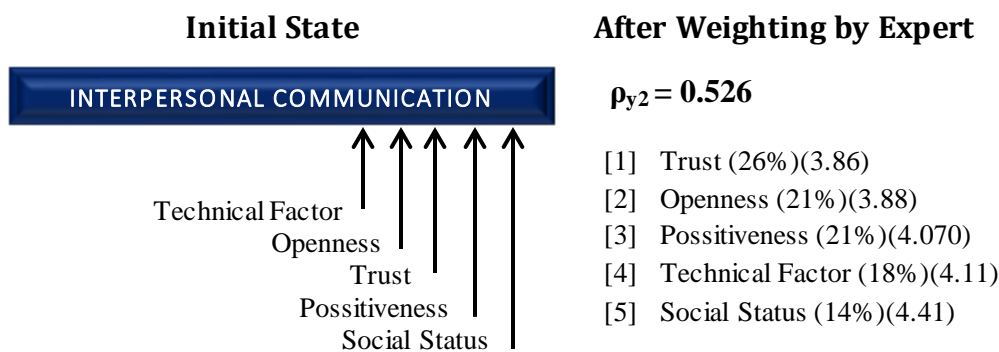 Initial State
INTERPERSONAL COMMUNICATION
Technical Factor
Openness
Trust
Possitiveness
Social Status
After Weighting by Expert
ρy2 = 0.526
[1] Trust (26%)(3.86)
[2] Openness (21%)(3.88)
[3] Possitiveness (21%)(4.070)
[4] Technical Factor (18%)(4.11)
[5] Social Status (14%)(4.41)